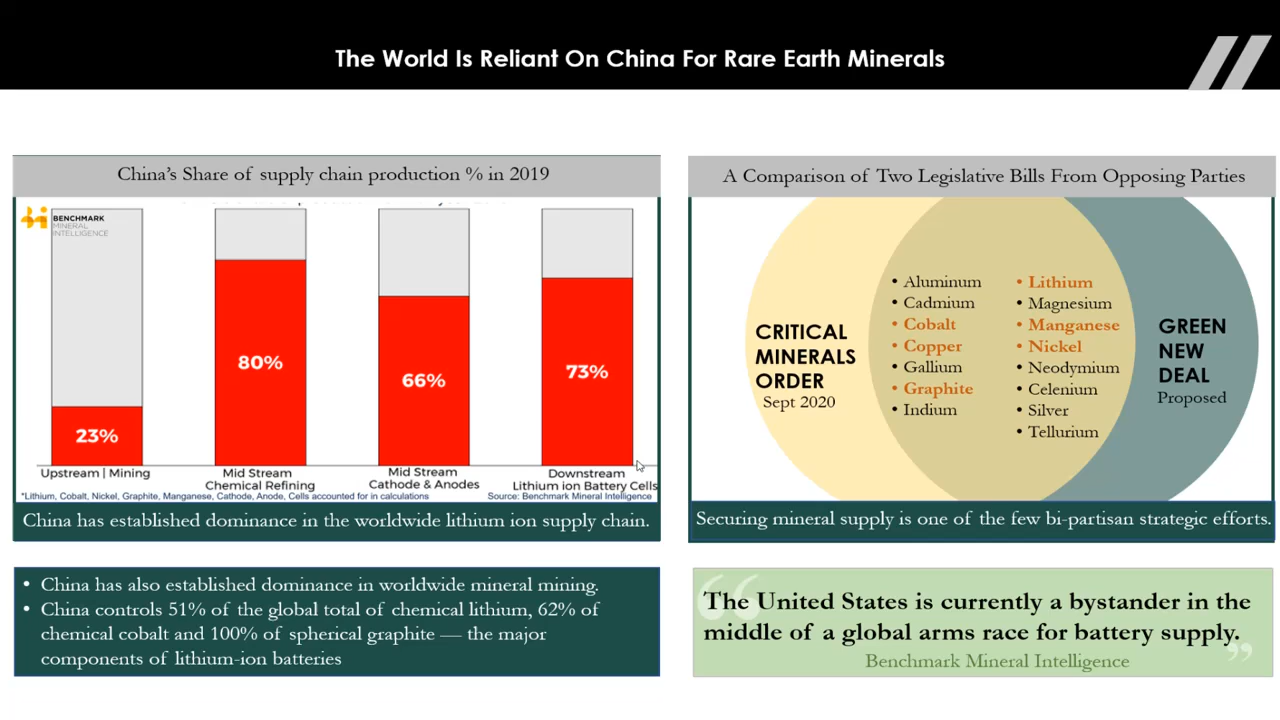 The World Is Reliant On China For Rare Earth Minerals
China's Share of supply chain production % in 2019
BENCHMARK
MINERAL
INTELLIGENCE
23%
80%
66%
73%
Upstream | Mining
Mid Stream
Chemical Refining
Mid Stream
Cathode & Anodes
Downstream
Lithium ion Battery Cells
*Lithium, Cobalt, Nickel, Graphite, Manganese, Cathode, Anode, Cells accounted for in calculations
Source: Benchmark Mineral Intelligence
China has established dominance in the worldwide lithium ion supply chain.
• China has also established dominance in worldwide mineral mining.
• China controls 51% of the global total of chemical lithium, 62% of
chemical cobalt and 100% of spherical graphite — the major
components of lithium-ion batteries
A Comparison of Two Legislative Bills From Opposing Parties
CRITICAL
MINERALS
ORDER
Sept 2020
• Aluminum
• Cadmium
• Cobalt
• Copper
• Gallium
• Graphite
• Indium
• Lithium
• Magnesium
• Manganese
• Nickel
• Neodymium
• Celenium
• Silver
• Tellurium
GREEN
NEW
DEAL
Proposed
Securing mineral supply is one of the few bi-partisan strategic efforts.
“The United States is currently a bystander in the
middle of a global arms race for battery supply.”
Benchmark Mineral Intelligence